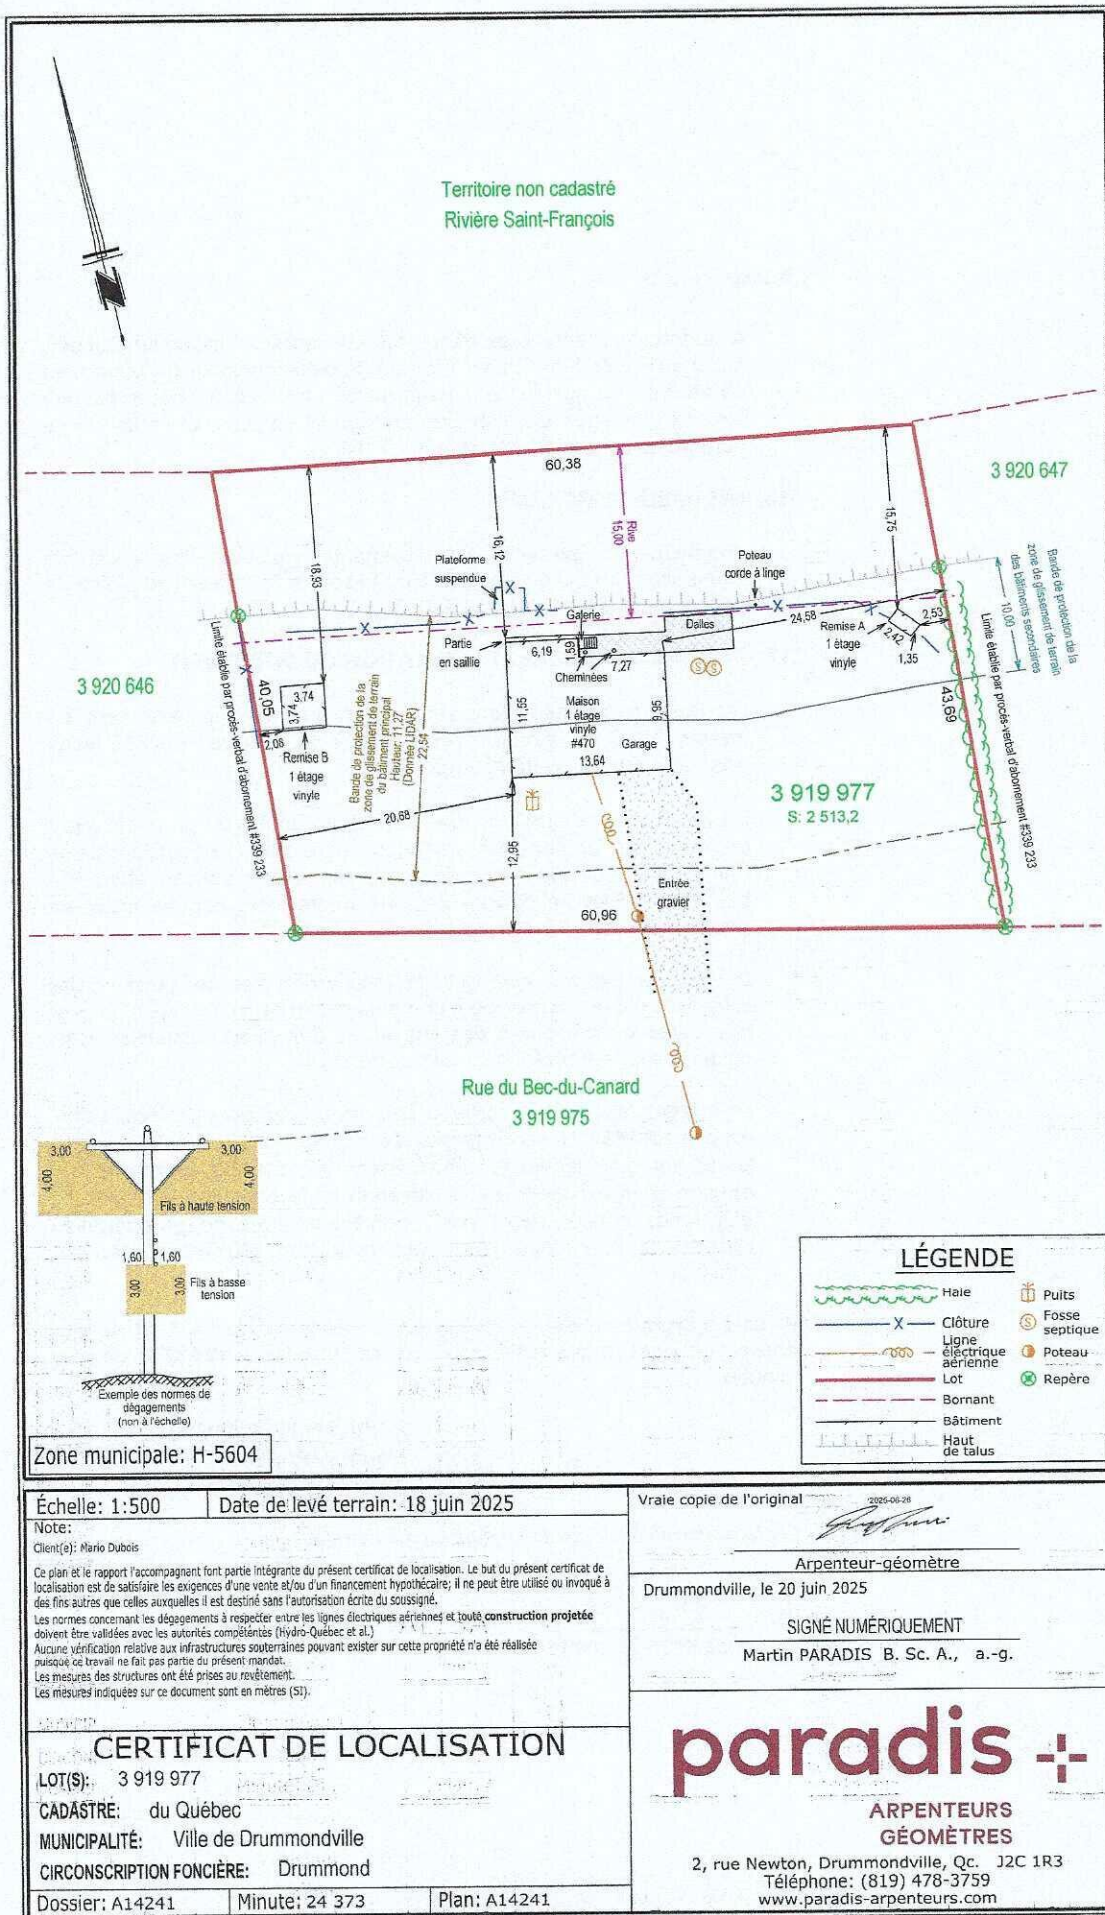 Territoire non cadastré
Rivière Saint-François
3 920 647
60,38
Rive
15,00
16,12
18,93
15,75
Plateforme
suspendue
Poteau
corde à linge
Bande de protection de la
zone de glissement de terrain
des bâtiments secondaires
10,00
Galerie
Dalles
24,58
2,53
Remise A
1 étage
vinyle
2,42
1,35
Partie
en saillie
6,19
1,59
7,27
Cheminées
S S
Limite établie par procès-verbal d'abornement #339 233
Limite établie par procès-verbal d'abornement #339 233
3 920 646
40,05
43,69
3,74
3,74
2,08
Remise B
1 étage
vinyle
Bande de protection de la
zone de glissement de terrain
du bâtiment principal
Hauteur: 11,27
(Donnée LIDAR)
22,54
11,55
9,95
Maison
1 étage
vinyle
#470
Garage
13,64
3 919 977
S: 2 513,2
20,68
12,95
Entrée
gravier
60,96
Rue du Bec-du-Canard
3 919 975
3,00 3,00
4,00 4,00
Fils à haute tension
1,60 1,60
3,00 3,00
Fils à basse
tension
Exemple des normes de
dégagements
(non à l'échelle)
Zone municipale: H-5604
LÉGENDE
Haie
Clôture
Ligne
électrique
aérienne
Lot
Bornant
Bâtiment
Haut
de talus
Puits
Fosse
septique
Poteau
Repère
Échelle: 1:500
Date de levé terrain: 18 juin 2025
Note:
Client(e): Mario Dubois
Ce plan et le rapport l'accompagnant font partie intégrante du présent certificat de localisation. Le but du présent certificat de
localisation est de satisfaire les exigences d'une vente et/ou d'un financement hypothécaire; il ne peut être utilisé ou invoqué à
des fins autres que celles auxquelles il est destiné sans l'autorisation écrite du soussigné.
Les normes concernant les dégagements à respecter entre les lignes électriques aériennes et toute construction projetée
doivent être validées avec les autorités compétentes (Hydro-Québec et al.)
Aucune vérification relative aux infrastructures souterraines pouvant exister sur cette propriété n'a été réalisée
puisque ce travail ne fait pas partie du présent mandat.
Les mesures des structures ont été prises au revêtement.
Les mesures indiquées sur ce document sont en mètres (SI).
Vraie copie de l'original
2025-06-26
Arpenteur-géomètre
Drummondville, le 20 juin 2025
SIGNÉ NUMÉRIQUEMENT
Martin PARADIS B. Sc. A., a.-g.
CERTIFICAT DE LOCALISATION
LOT(S): 3 919 977
CADASTRE: du Québec
MUNICIPALITÉ: Ville de Drummondville
CIRCONSCRIPTION FONCIÈRE: Drummond
Dossier: A14241
Minute: 24 373
Plan: A14241
paradis
ARPENTEURS
GÉOMÈTRES
2, rue Newton, Drummondville, Qc. J2C 1R3
Téléphone: (819) 478-3759
www.paradis-arpenteurs.com